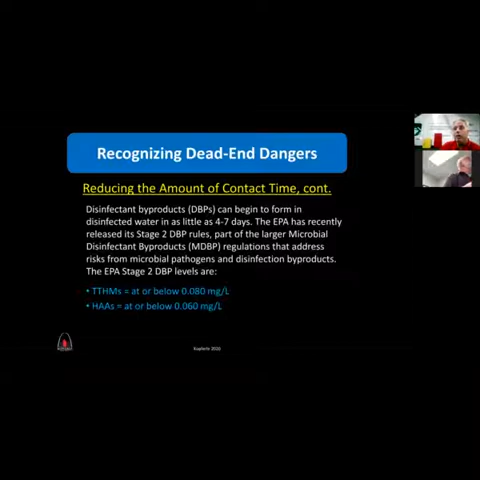 Recognizing Dead-End Dangers
Reducing the Amount of Contact Time, cont.
Disinfectant byproducts (DBPs) can begin to form in
disinfected water in as little as 4-7 days. The EPA has recently
released its Stage 2 DBP rules, part of the larger Microbial
Disinfectant Byproducts (MDBP) regulations that address
risks from microbial pathogens and disinfection byproducts.
The EPA Stage 2 DBP levels are:
• TTHMs = at or below 0.080 mg/L
• HAAs = at or below 0.060 mg/L